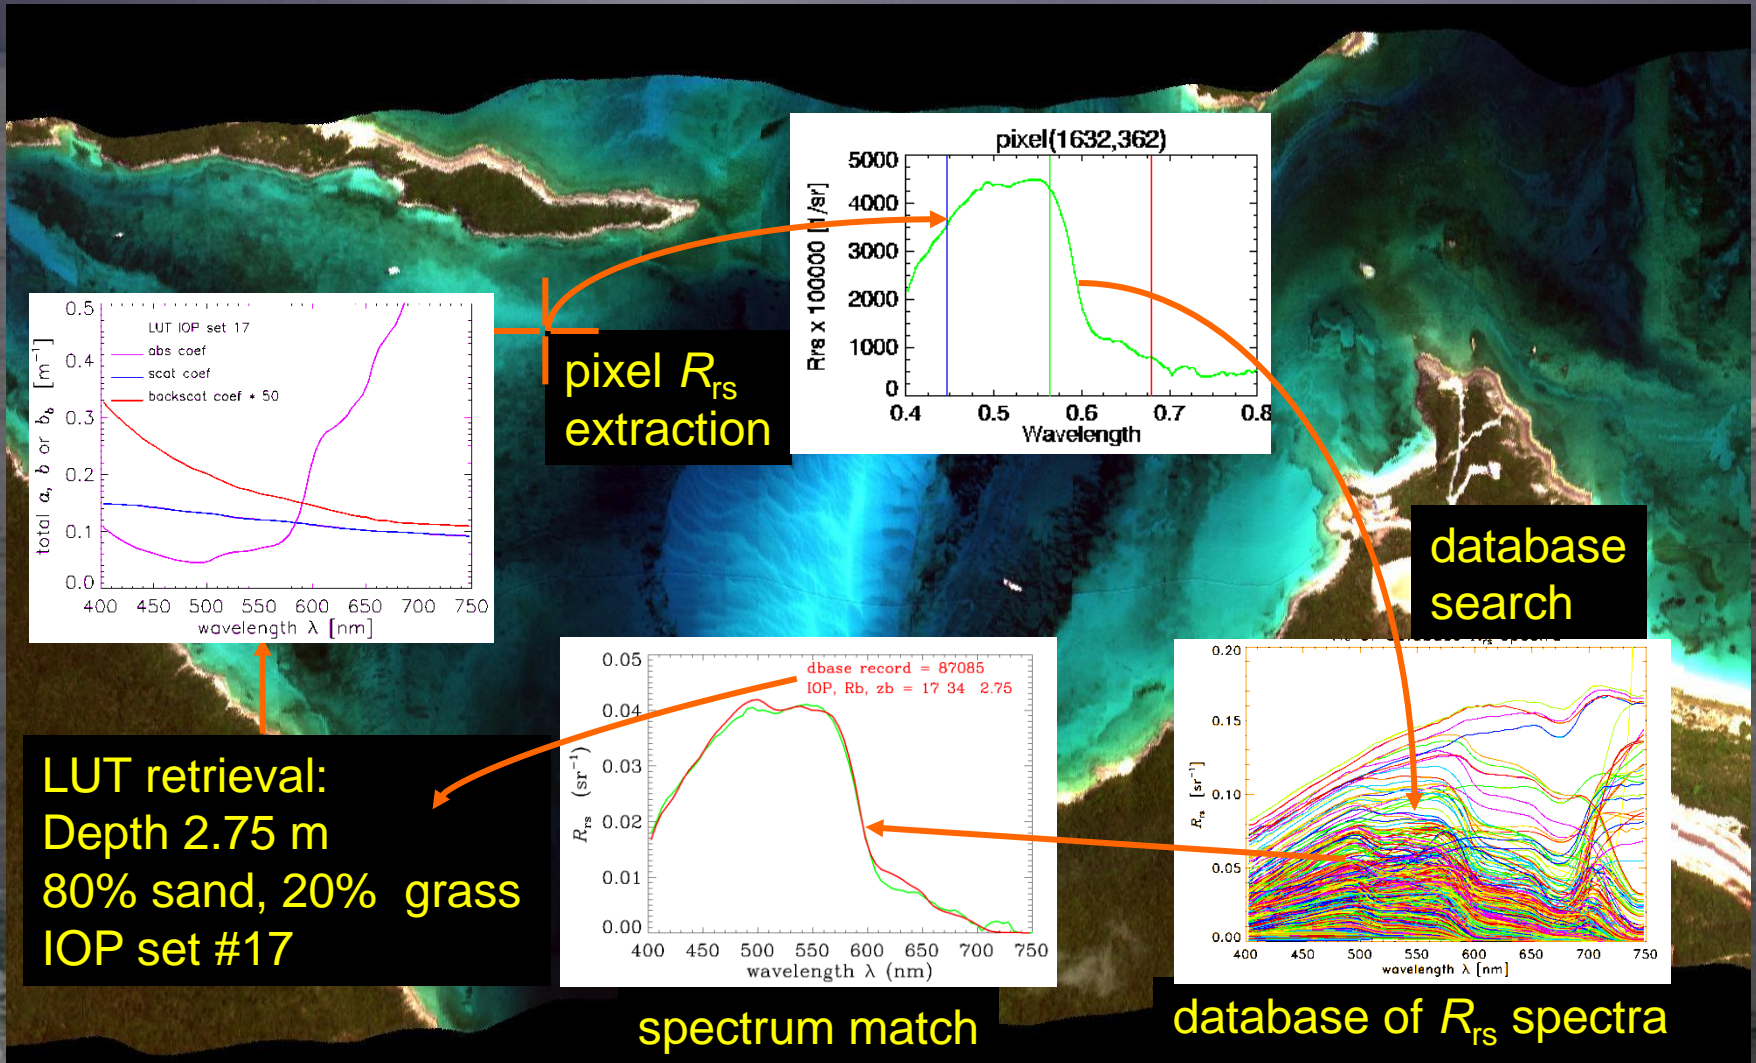 pixel(1632,362)
Rrs x 100000 [1/sr]
5000
4000
3000
2000
1000
0
0.4 0.5 0.6 0.7 0.8
Wavelength
pixel Rrs
extraction
total a, b or bb [m−1]
0.5
0.4
0.3
0.2
0.1
0.0
LUT IOP set 17
abs coef
scat coef
backscat coef * 50
400 450 500 550 600 650 700 750
wavelength λ [nm]
database
search
LUT retrieval:
Depth 2.75 m
80% sand, 20% grass
IOP set #17
Rrs (sr−1)
0.05
0.04
0.03
0.02
0.01
0.00
dbase record = 87085
IOP, Rb, zb = 17 34 2.75
400 450 500 550 600 650 700 750
wavelength λ (nm)
spectrum match
Rrs [sr−1]
0.20
0.15
0.10
0.05
0.00
400 450 500 550 600 650 700 750
wavelength λ [nm]
database of Rrs spectra